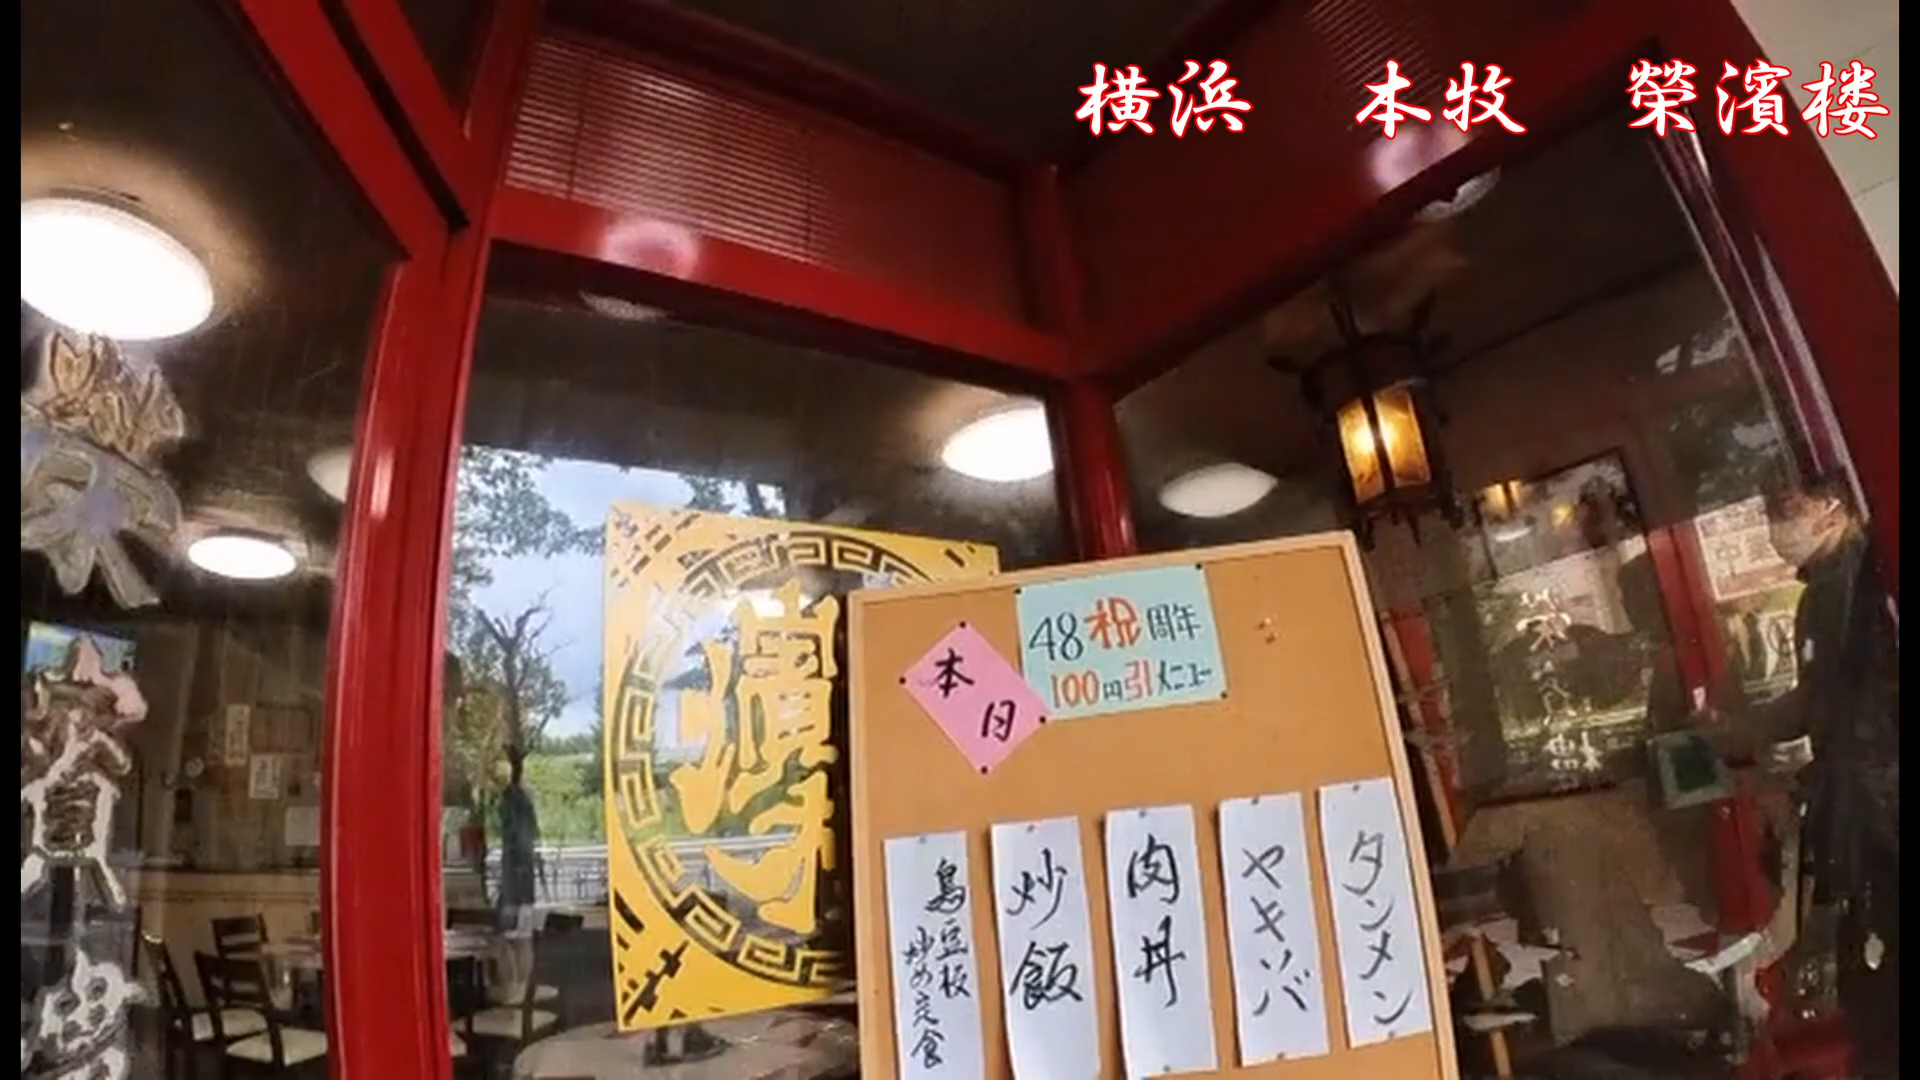 横浜　本牧　榮濱楼
48祝周年
100円引メニュー
本日
タンメン
ヤキソバ
肉丼
炒飯
鳥豆板
炒め定食
濱